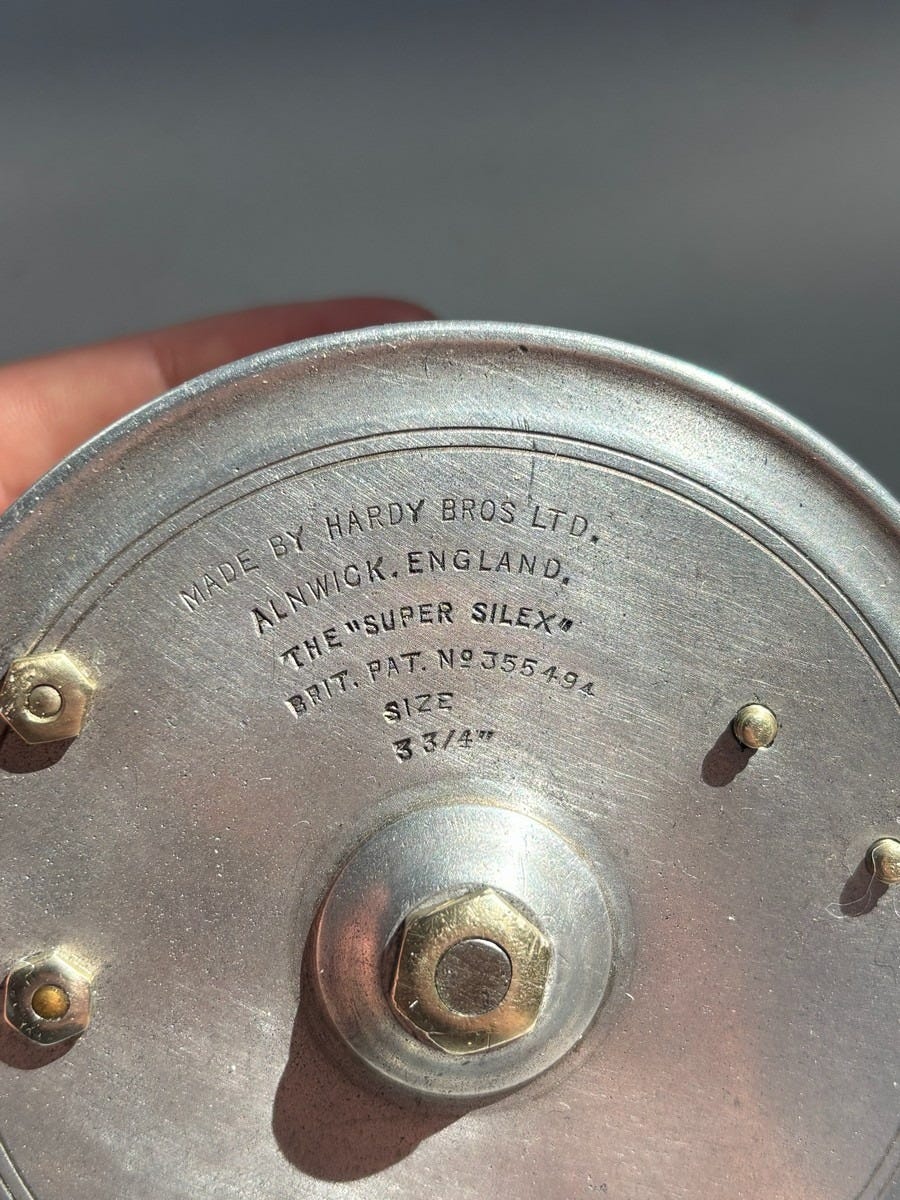 MADE BY HARDY BROS LTD.
ALNWICK. ENGLAND.
THE "SUPER SILEX"
BRIT. PAT. Nº 355494
SIZE
3 3/4"